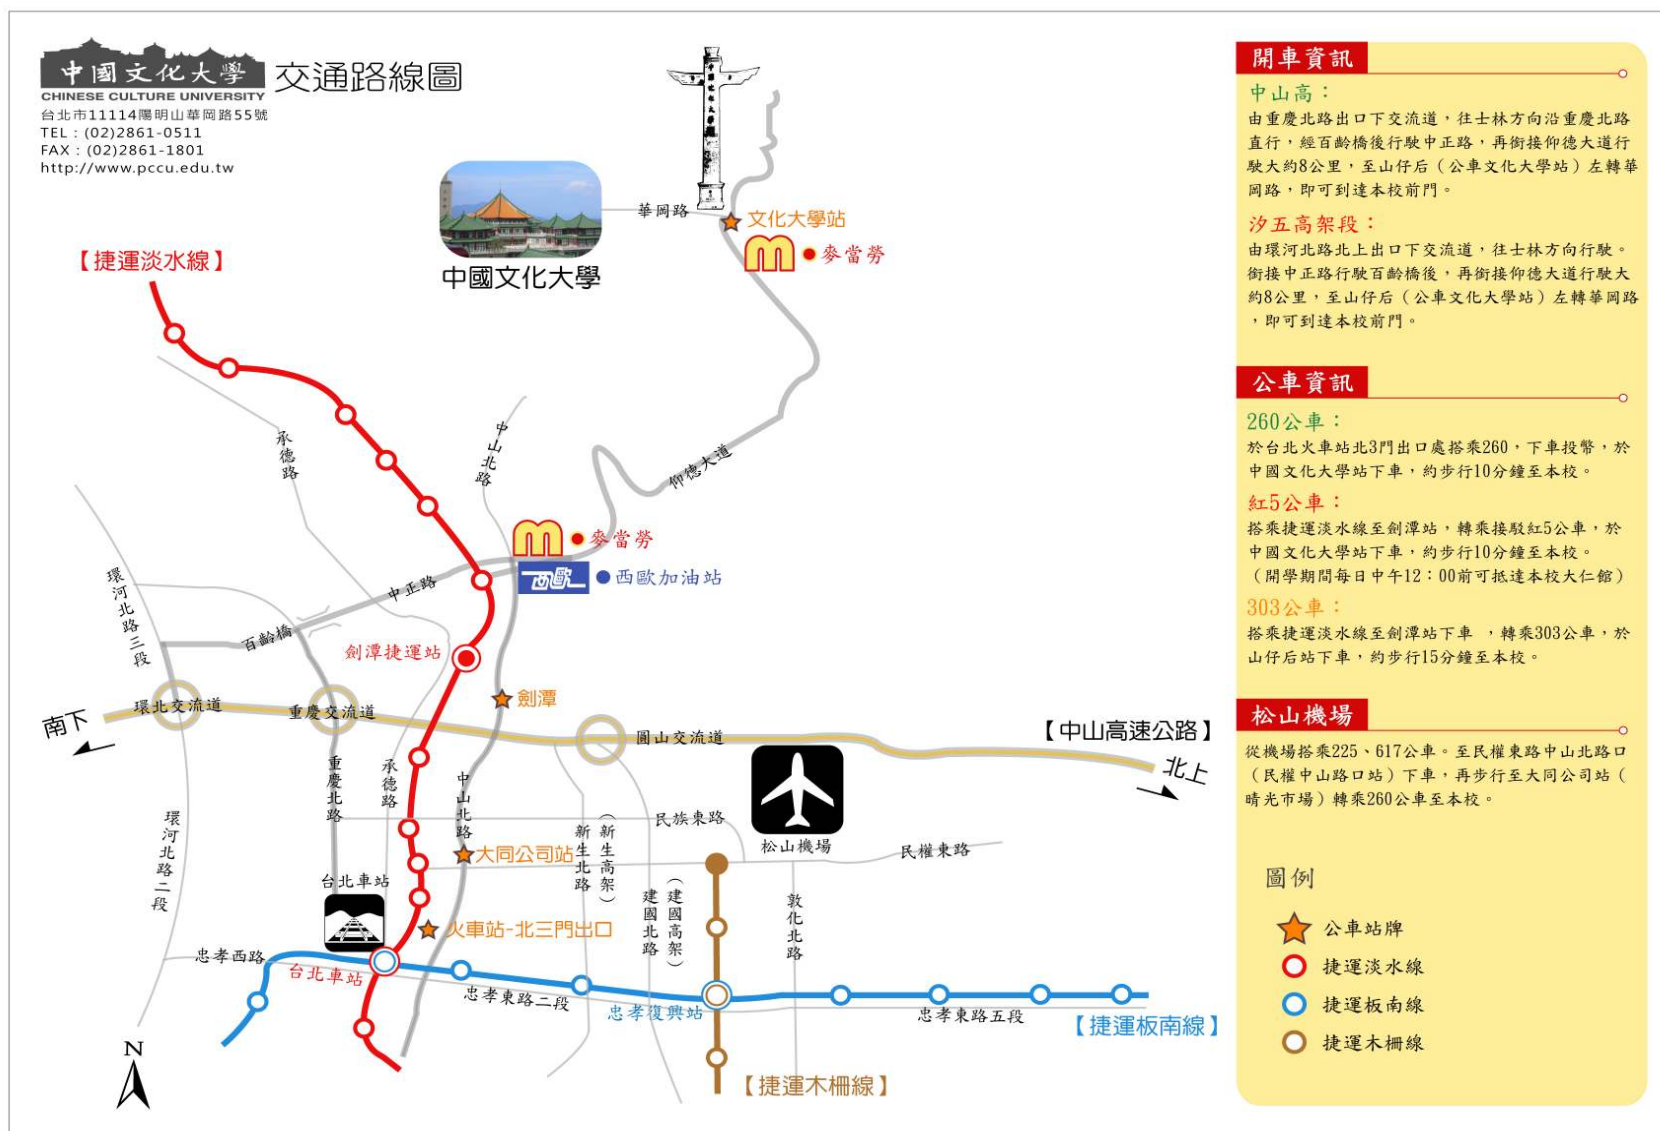 中國文化大學 交通路線圖
CHINESE CULTURE UNIVERSITY
台北市11114陽明山華岡路55號
TEL：(02)2861-0511
FAX：(02)2861-1801
http://www.pccu.edu.tw
華岡路
文化大學站
麥當勞
中國文化大學
【捷運淡水線】
承德路
中山北路
仰德大道
麥當勞
西歐
西歐加油站
環河北路三段
中正路
百齡橋
劍潭捷運站
劍潭
南下
環北交流道
重慶交流道
圓山交流道
【中山高速公路】
北上
重慶北路
承德路
中山北路
環河北路二段
新生北路
（新生高架）
民族東路
松山機場
民權東路
大同公司站
台北車站
建國北路
（建國高架）
敦化北路
火車站-北三門出口
忠孝西路
台北車站
忠孝東路二段
忠孝復興站
忠孝東路五段
【捷運板南線】
【捷運木柵線】
N
開車資訊
中山高：
由重慶北路出口下交流道，往士林方向沿重慶北路
直行，經百齡橋後行駛中正路，再銜接仰德大道行
駛大約8公里，至山仔后（公車文化大學站）左轉華
岡路，即可到達本校前門。
汐五高架段：
由環河北路北上出口下交流道，往士林方向行駛。
銜接中正路行駛百齡橋後，再銜接仰德大道行駛大
約8公里，至山仔后（公車文化大學站）左轉華岡路
，即可到達本校前門。
公車資訊
260公車：
於台北火車站北3門出口處搭乘260，下車投幣，於
中國文化大學站下車，約步行10分鐘至本校。
紅5公車：
搭乘捷運淡水線至劍潭站，轉乘接駁紅5公車，於
中國文化大學站下車，約步行10分鐘至本校。
（開學期間每日中午12：00前可抵達本校大仁館）
303公車：
搭乘捷運淡水線至劍潭站下車 ，轉乘303公車，於
山仔后站下車，約步行15分鐘至本校。
松山機場
從機場搭乘225、617公車。至民權東路中山北路口
（民權中山路口站）下車，再步行至大同公司站（
晴光市場）轉乘260公車至本校。
圖例
公車站牌
捷運淡水線
捷運板南線
捷運木柵線